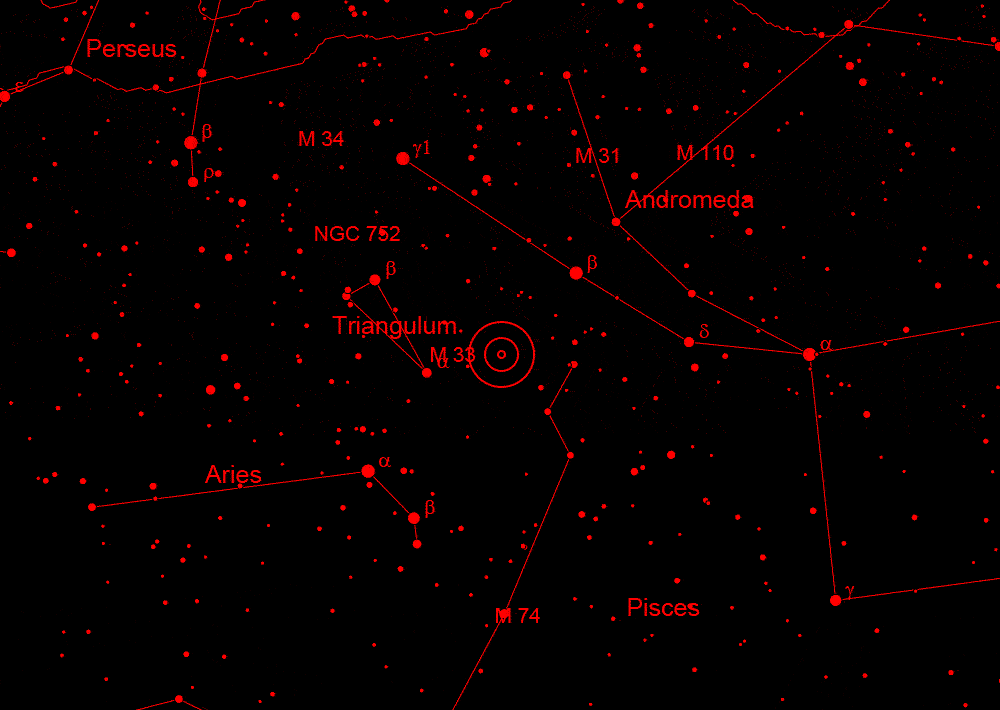 Perseus
ε
β
M 34
γ1
M 31
M 110
ρ
Andromeda
NGC 752
β
β
Triangulum
δ
α
M 33
α
Aries
α
β
γ
Pisces
M 74